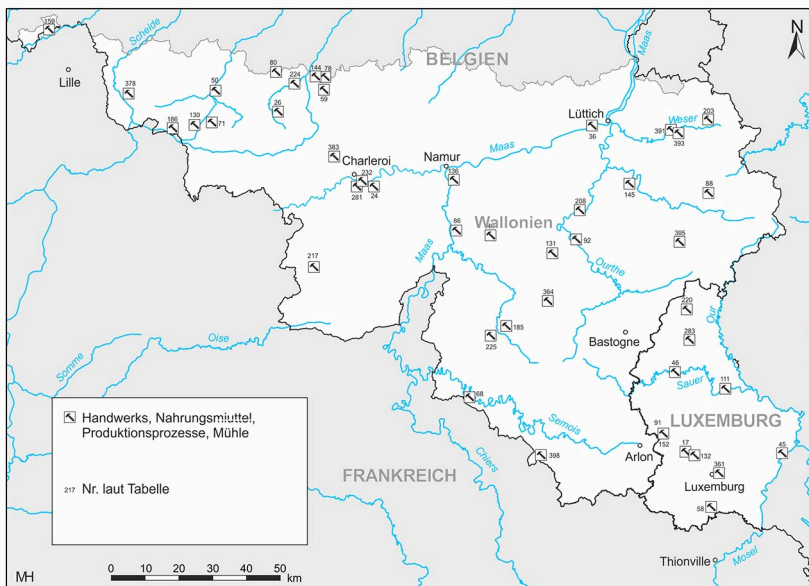 159
Schelde
Lille
378
80
BELGIEN
Maas
N
224
144
78
59
50
26
186
130
71
Lüttich
36
391
Weser
393
203
383
Charleroi
232
281
24
Namur
136
Maas
145
88
208
86
Wallonien
131
92
395
217
Maas
Ourthe
364
220
Our
Oise
Somme
185
225
Bastogne
283
46
Sauer
111
68
Semois
LUXEMBURG
91
152
17
132
45
398
Arlon
361
Luxemburg
58
FRANKREICH
Chiers
Thionville
Mosel
Handwerks, Nahrungsmuttel,
Produktionsprozesse, Mühle
217 Nr. laut Tabelle
MH
0 10 20 30 40 50
km